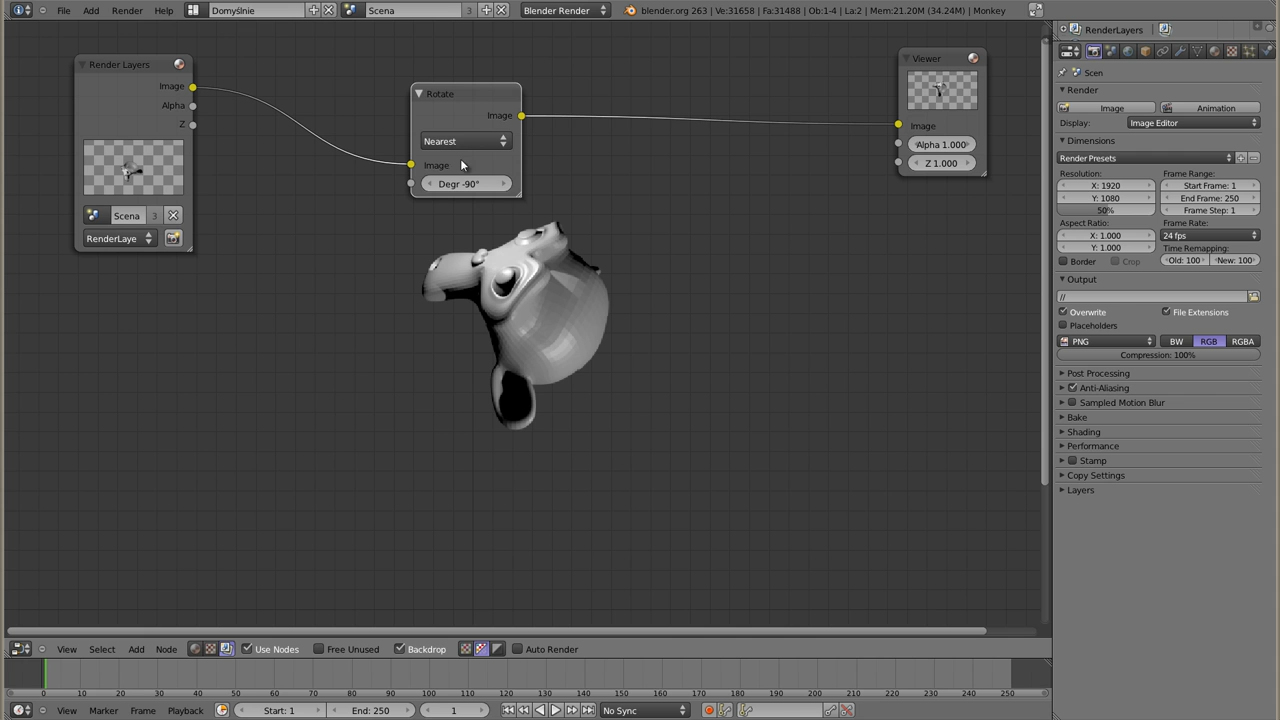 File Add Render Help Domyślnie Scena 3 Blender Render blender.org 263 | Ve:31658 | Fa:31488 | Ob:1-4 | La:2 | Mem:21.20M (34.24M) | Monkey
Render Layers
Image
Alpha
Z
Scena 3
RenderLaye
Rotate
Image
Nearest
Image
Degr -90°
Viewer
Image
Alpha 1.000
Z 1.000
RenderLayers
Scen
Render
Image Animation
Display: Image Editor
Dimensions
Render Presets
Resolution: Frame Range:
X: 1920 Start Frame: 1
Y: 1080 End Frame: 250
50% Frame Step: 1
Aspect Ratio: Frame Rate:
X: 1.000 24 fps
Y: 1.000 Time Remapping:
Border Crop Old: 100 New: 100
Output
//
Overwrite File Extensions
Placeholders
PNG BW RGB RGBA
Compression: 100%
Post Processing
Anti-Aliasing
Sampled Motion Blur
Bake
Shading
Performance
Stamp
Copy Settings
Layers
View Select Add Node Use Nodes Free Unused Backdrop Auto Render
0 10 20 30 40 50 60 70 80 90 100 110 120 130 140 150 160 170 180 190 200 210 220 230 240 250
View Marker Frame Playback Start: 1 End: 250 1 No Sync